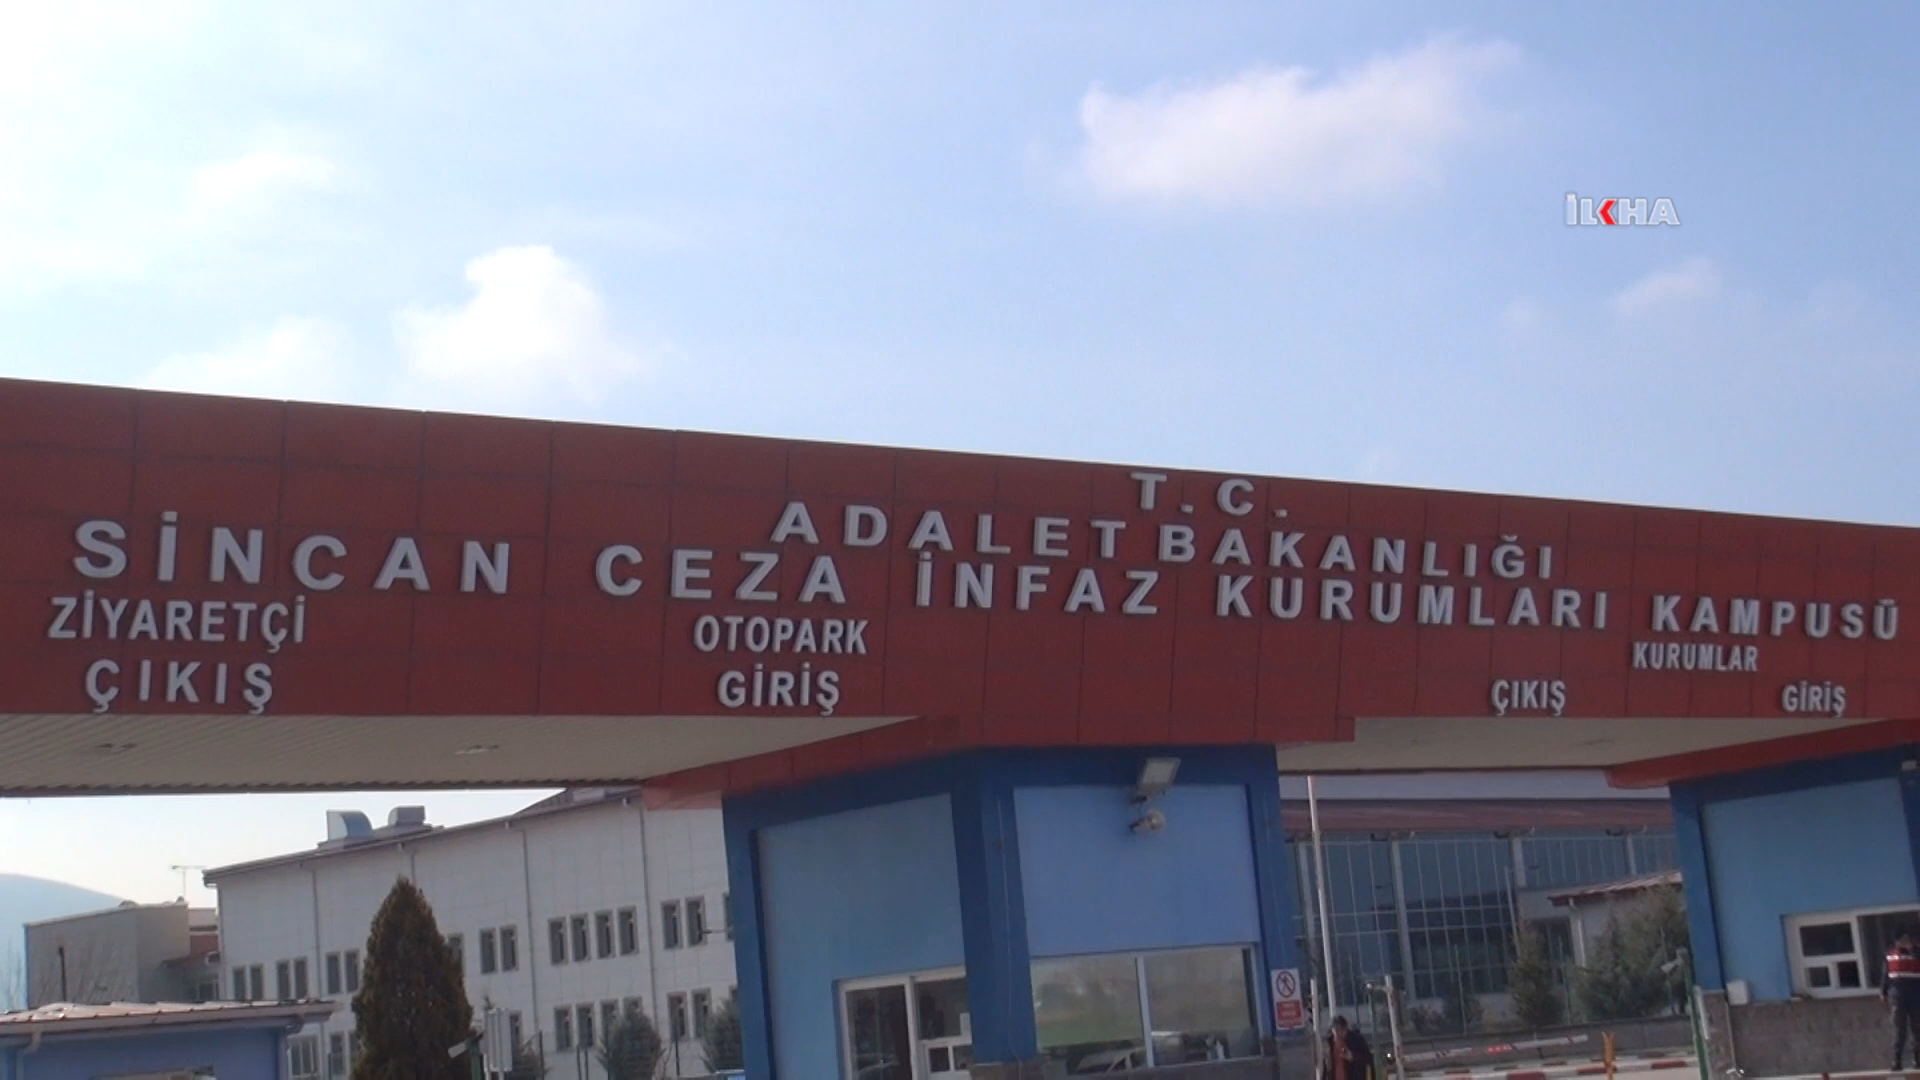 İLKHA
T.C.
ADALET BAKANLIĞI
SİNCAN CEZA İNFAZ KURUMLARI KAMPUSÜ
ZİYARETÇİ
ÇIKIŞ
OTOPARK
GİRİŞ
KURUMLAR
ÇIKIŞ
GİRİŞ